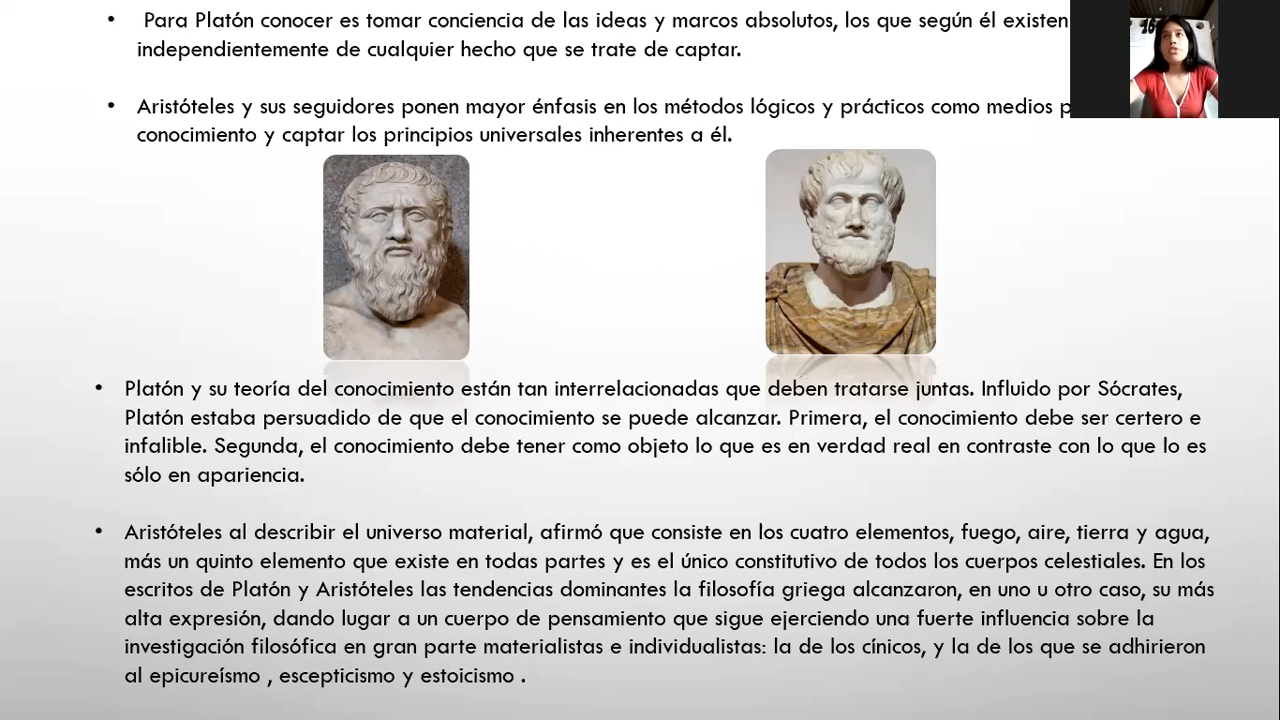 • Para Platón conocer es tomar conciencia de las ideas y marcos absolutos, los que según él existen
independientemente de cualquier hecho que se trate de captar.
• Aristóteles y sus seguidores ponen mayor énfasis en los métodos lógicos y prácticos como medios
conocimiento y captar los principios universales inherentes a él.
• Platón y su teoría del conocimiento están tan interrelacionadas que deben tratarse juntas. Influido por Sócrates,
Platón estaba persuadido de que el conocimiento se puede alcanzar. Primera, el conocimiento debe ser certero e
infalible. Segunda, el conocimiento debe tener como objeto lo que es en verdad real en contraste con lo que lo es
sólo en apariencia.
• Aristóteles al describir el universo material, afirmó que consiste en los cuatro elementos, fuego, aire, tierra y agua,
más un quinto elemento que existe en todas partes y es el único constitutivo de todos los cuerpos celestiales. En los
escritos de Platón y Aristóteles las tendencias dominantes la filosofía griega alcanzaron, en uno u otro caso, su más
alta expresión, dando lugar a un cuerpo de pensamiento que sigue ejerciendo una fuerte influencia sobre la
investigación filosófica en gran parte materialistas e individualistas: la de los cínicos, y la de los que se adhirieron
al epicureísmo , escepticismo y estoicismo .